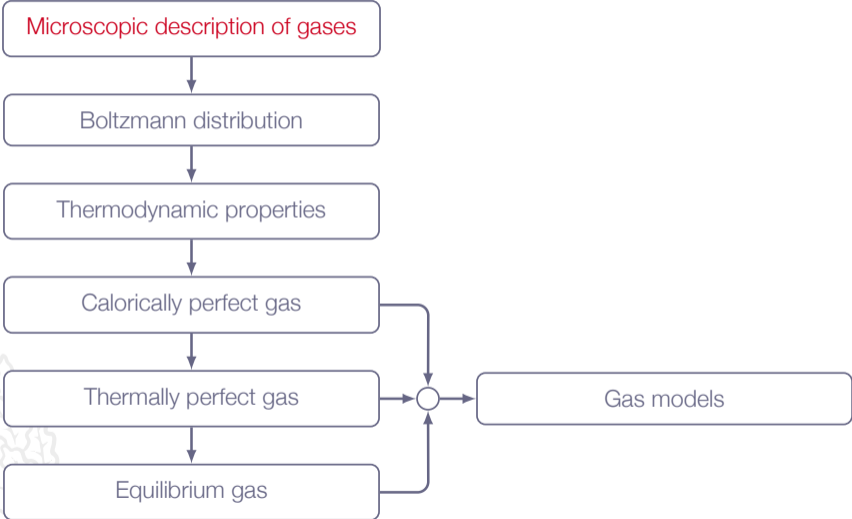 Microscopic description of gases
Boltzmann distribution
Thermodynamic properties
Calorically perfect gas
Thermally perfect gas
Gas models
Equilibrium gas